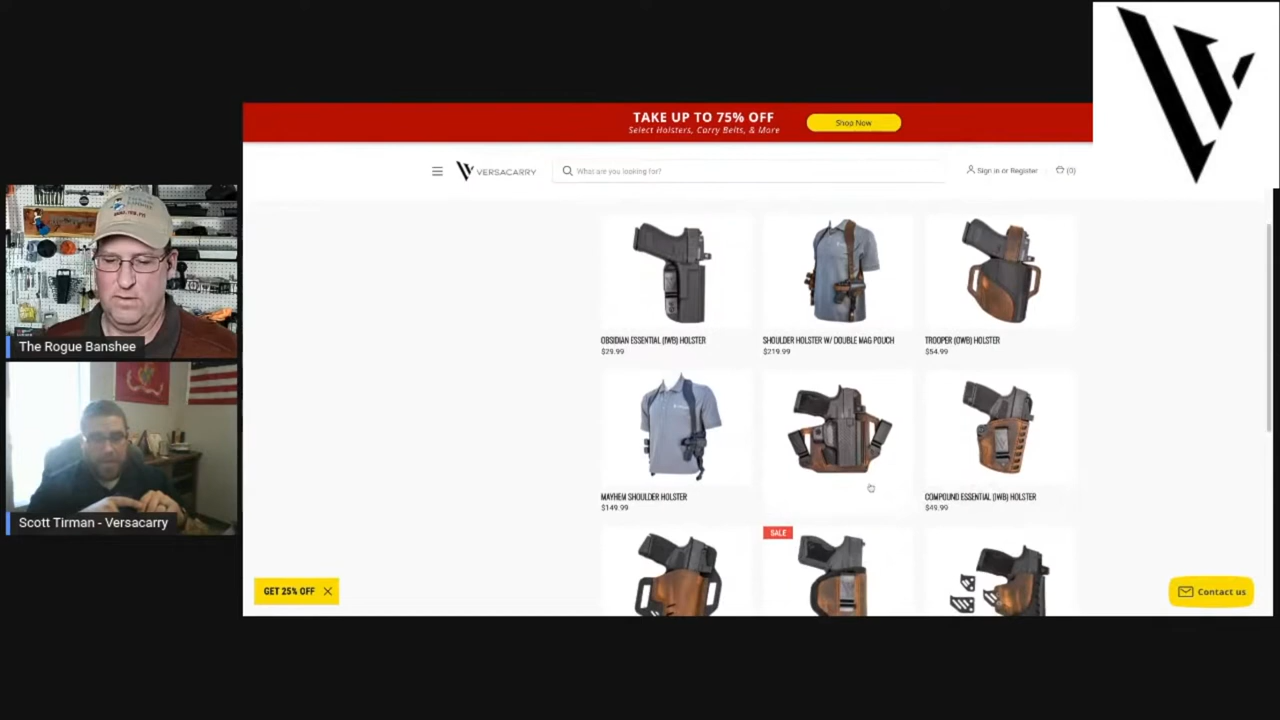 TAKE UP TO 75% OFF
Select Holsters, Carry Belts, & More
Shop Now
VERSACARRY
What are you looking for?
Sign in or Register
(0)
OBSIDIAN ESSENTIAL (IWB) HOLSTER
$29.99
SHOULDER HOLSTER W/ DOUBLE MAG POUCH
$219.99
TROOPER (OWB) HOLSTER
$54.99
The Rogue Banshee
MAYHEM SHOULDER HOLSTER
$149.99
COMPOUND ESSENTIAL (IWB) HOLSTER
$49.99
Scott Tirman - Versacarry
SALE
GET 25% OFF
Contact us